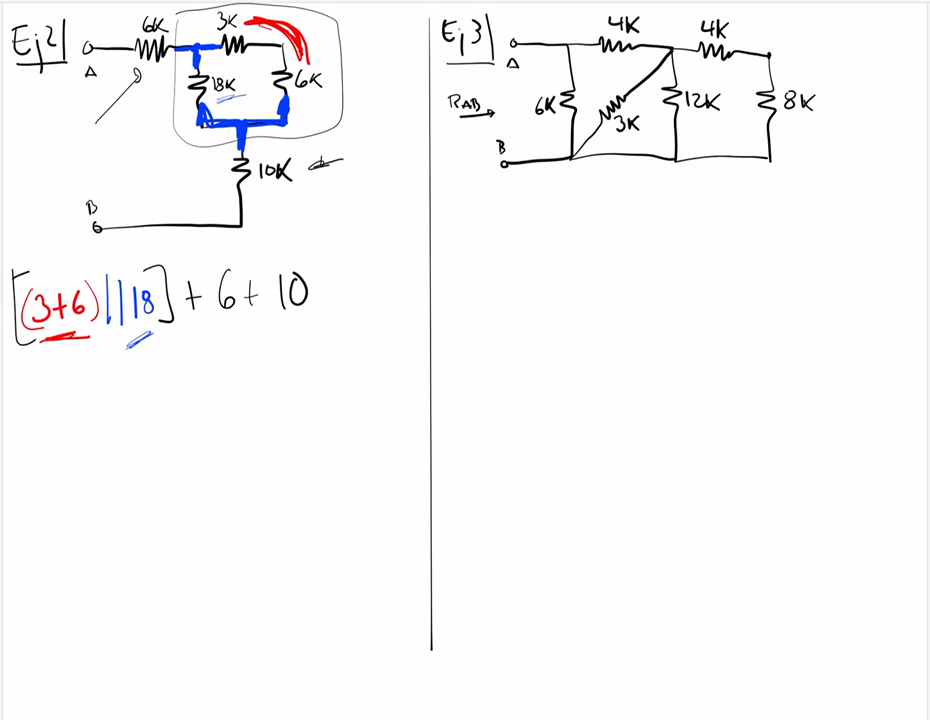 Ej2|
6K
3K
A
18K
6K
10K
B
[(3+6)||18] + 6 + 10
Ej3|
4K
4K
A
RAB
6K
3K
12K
8K
B